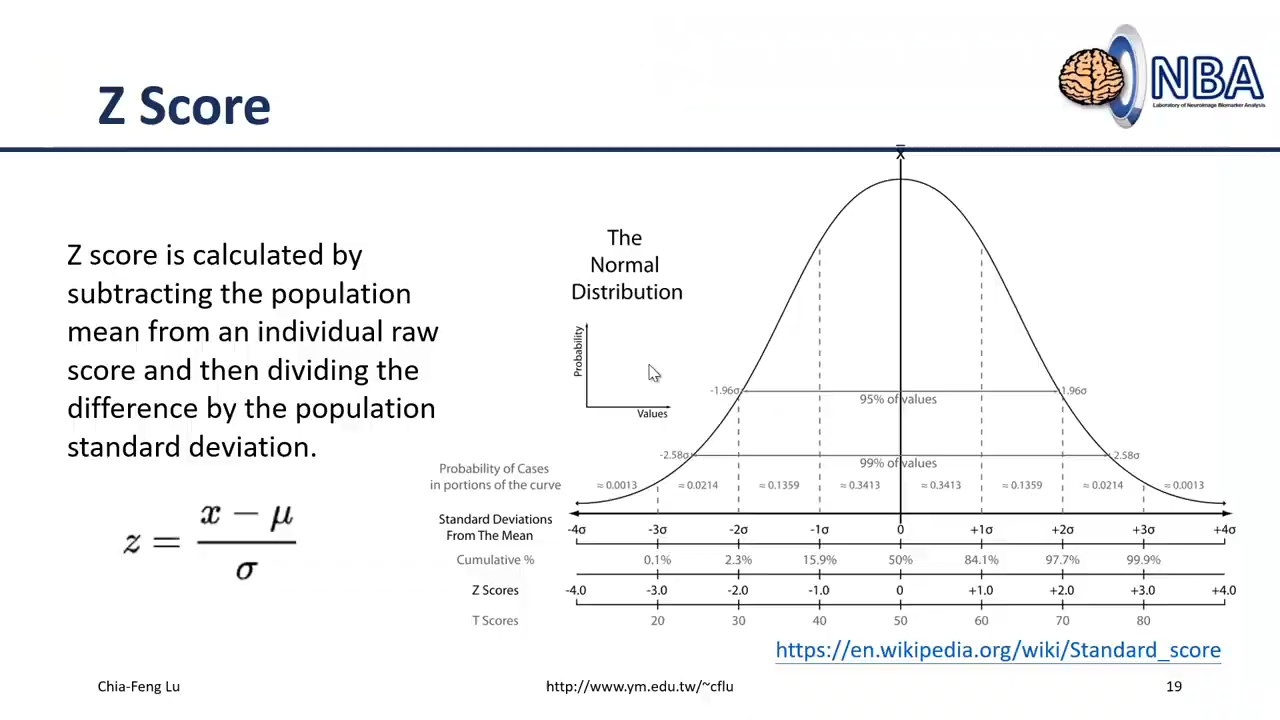 Z Score
NBA
Laboratory of Neuroimage Biomarker Analysis
Z score is calculated by
subtracting the population
mean from an individual raw
score and then dividing the
difference by the population
standard deviation.
z = (x − μ) / σ
x̄
The
Normal
Distribution
Probability
Values
-1.96σ
1.96σ
95% of values
-2.58σ
2.58σ
99% of values
Probability of Cases
in portions of the curve
≈ 0.0013 ≈ 0.0214 ≈ 0.1359 ≈ 0.3413 ≈ 0.3413 ≈ 0.1359 ≈ 0.0214 ≈ 0.0013
Standard Deviations
From The Mean
-4σ -3σ -2σ -1σ 0 +1σ +2σ +3σ +4σ
Cumulative % 0.1% 2.3% 15.9% 50% 84.1% 97.7% 99.9%
Z Scores -4.0 -3.0 -2.0 -1.0 0 +1.0 +2.0 +3.0 +4.0
T Scores 20 30 40 50 60 70 80
https://en.wikipedia.org/wiki/Standard_score
Chia-Feng Lu
http://www.ym.edu.tw/~cflu
19